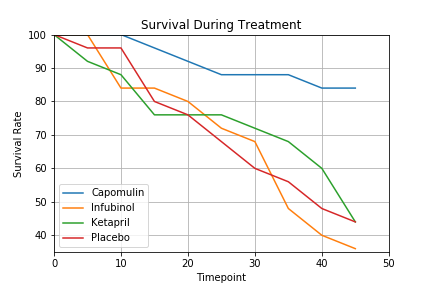 Survival During Treatment
100
90
80
70
60
50
40
Survival Rate
Capomulin
Infubinol
Ketapril
Placebo
0
10
20
30
40
50
Timepoint